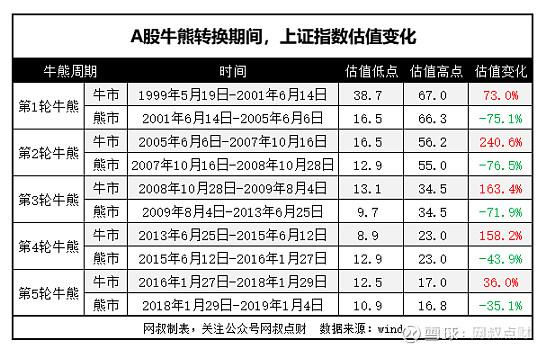 A股牛熊转换期间，上证指数估值变化
牛熊周期 时间 估值低点 估值高点 估值变化
第1轮牛熊 牛市 1999年5月19日-2001年6月14日 38.7 67.0 73.0%
熊市 2001年6月14日-2005年6月6日 16.5 66.3 -75.1%
第2轮牛熊 牛市 2005年6月6日-2007年10月16日 16.5 56.2 240.6%
熊市 2007年10月16日-2008年10月28日 12.9 55.0 -76.5%
第3轮牛熊 牛市 2008年10月28日-2009年8月4日 13.1 34.5 163.4%
熊市 2009年8月4日-2013年6月25日 9.7 34.5 -71.9%
第4轮牛熊 牛市 2013年6月25日-2015年6月12日 8.9 23.0 158.2%
熊市 2015年6月12日-2016年1月27日 12.9 23.0 -43.9%
第5轮牛熊 牛市 2016年1月27日-2018年1月29日 12.5 17.0 36.0%
熊市 2018年1月29日-2019年1月4日 10.9 16.8 -35.1%
网叔制表，关注公众号网叔点财 数据来源：wind
雪球：网叔点财